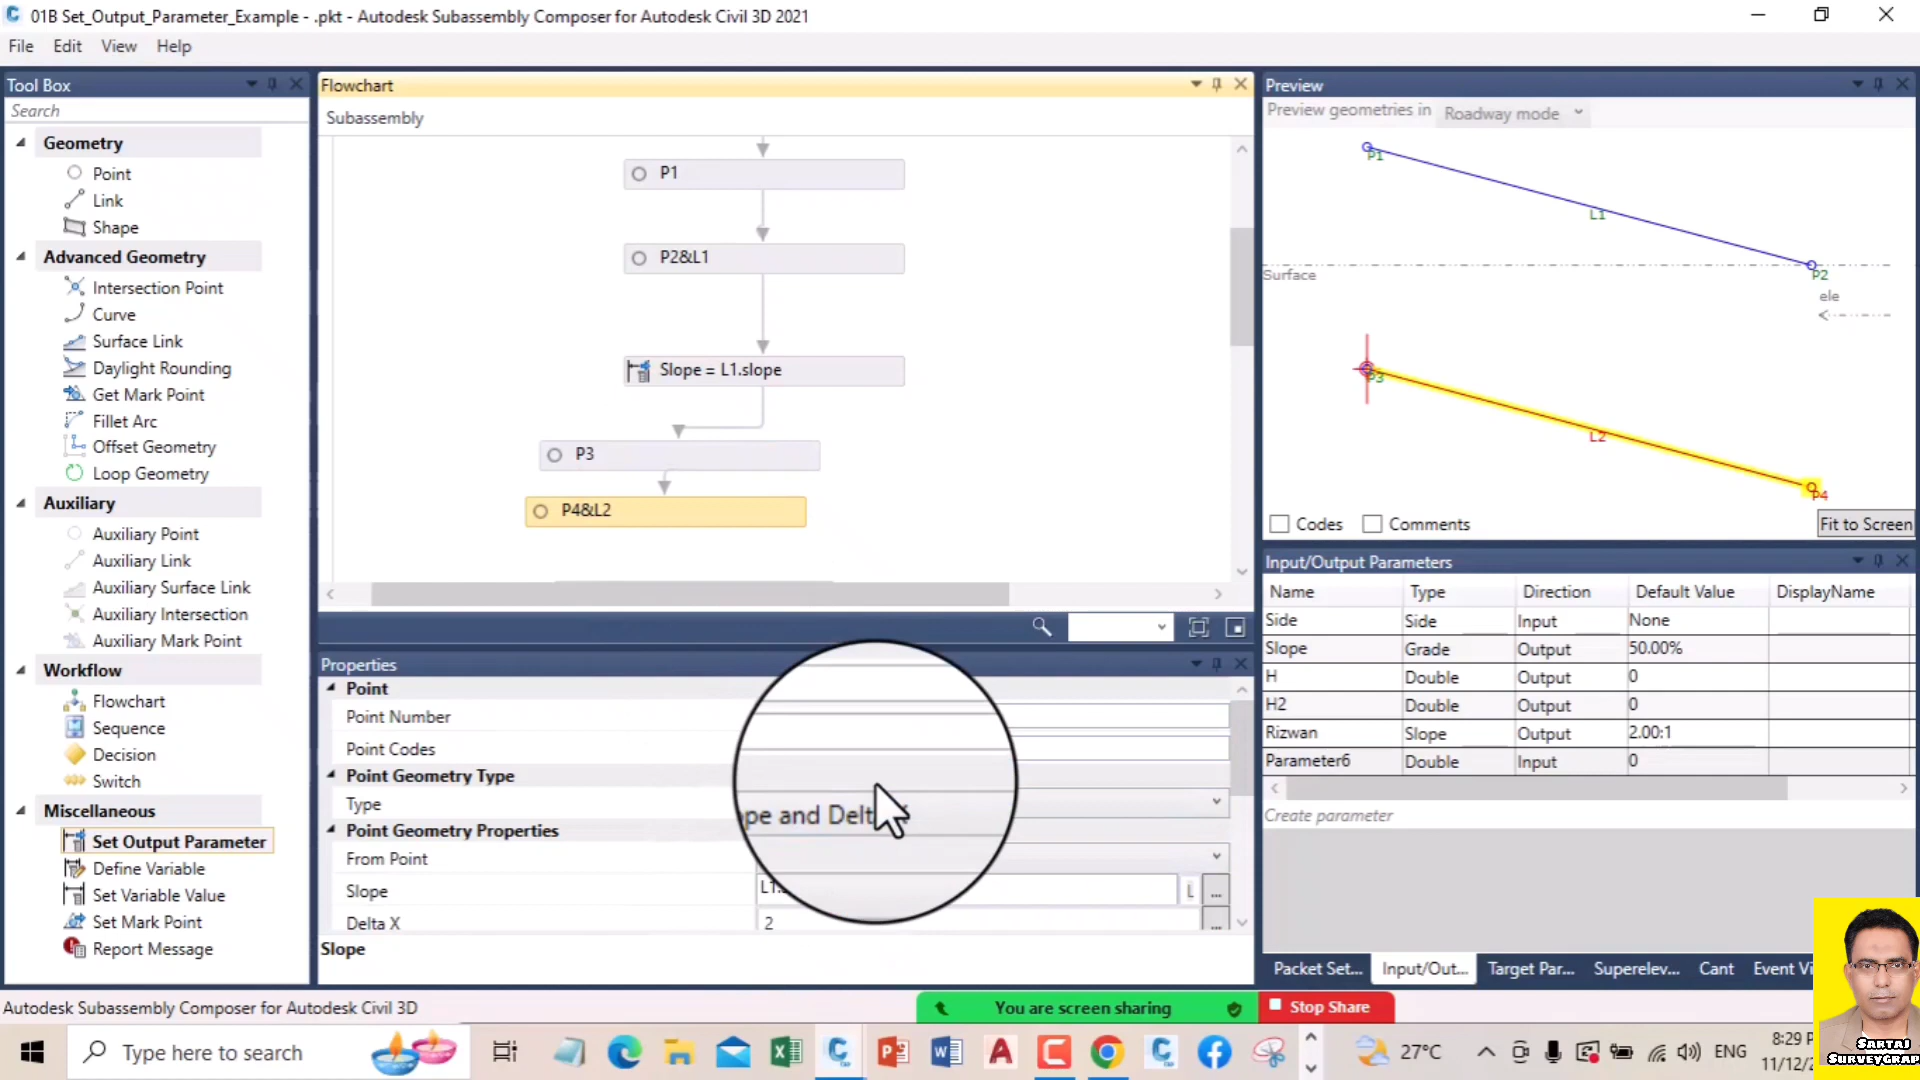 01B Set_Output_Parameter_Example - .pkt - Autodesk Subassembly Composer for Autodesk Civil 3D 2021
File Edit View Help
Tool Box
Search
Geometry
Point
Link
Shape
Advanced Geometry
Intersection Point
Curve
Surface Link
Daylight Rounding
Get Mark Point
Fillet Arc
Offset Geometry
Loop Geometry
Auxiliary
Auxiliary Point
Auxiliary Link
Auxiliary Surface Link
Auxiliary Intersection
Auxiliary Mark Point
Workflow
Flowchart
Sequence
Decision
Switch
Miscellaneous
Set Output Parameter
Define Variable
Set Variable Value
Set Mark Point
Report Message
Flowchart
Subassembly
P1
P2&L1
Slope = L1.slope
P3
P4&L2
Properties
Point
Point Number
Point Codes
Point Geometry Type
Type
ope and Delt
Point Geometry Properties
From Point
Slope L1.
Delta X 2
Slope
Preview
Preview geometries in Roadway mode
P1
L1
P2
Surface
ele
P3
L2
P4
Codes Comments Fit to Screen
Input/Output Parameters
Name Type Direction Default Value DisplayName
Side Side Input None
Slope Grade Output 50.00%
H Double Output 0
H2 Double Output 0
Rizwan Slope Output 2.00:1
Parameter6 Double Input 0
Create parameter
Packet Set... Input/Out... Target Par... Superelev... Cant Event Vi
Autodesk Subassembly Composer for Autodesk Civil 3D
You are screen sharing Stop Share
Type here to search
27°C ENG
8:29 P
11/12/2
SARTAJ
SURVEYGRAP